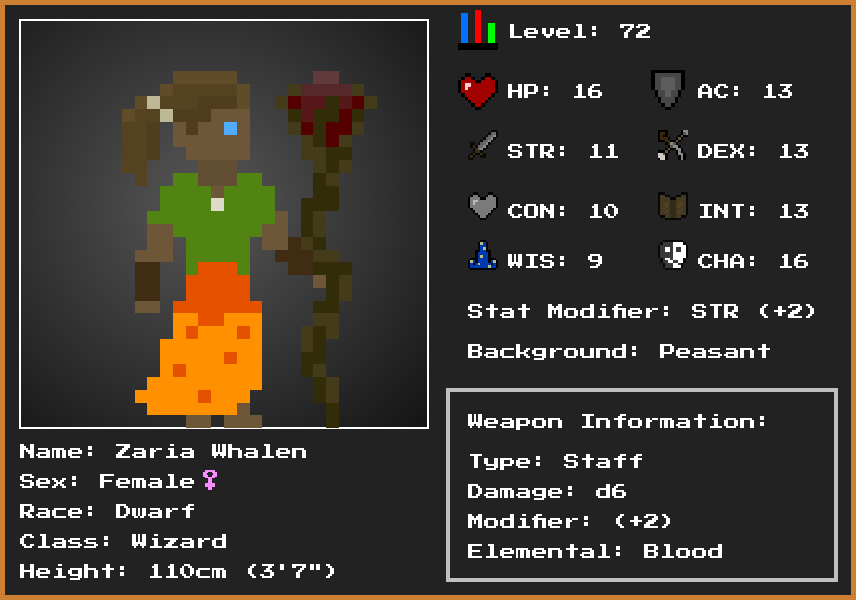 Level: 72
HP: 16 AC: 13
STR: 11 DEX: 13
CON: 10 INT: 13
WIS: 9 CHA: 16
Stat Modifier: STR (+2)
Background: Peasant
Weapon Information:
Type: Staff
Damage: d6
Modifier: (+2)
Elemental: Blood
Name: Zaria Whalen
Sex: Female♀
Race: Dwarf
Class: Wizard
Height: 110cm (3'7")